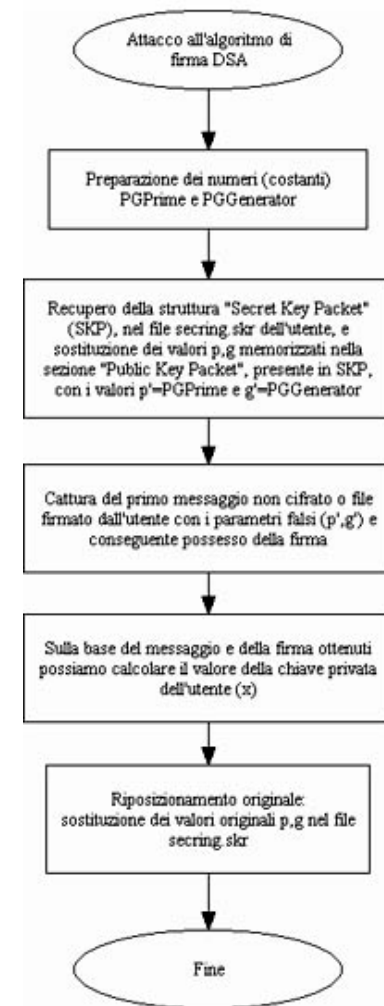 Attacco all'algoritmo di
firma DSA
Preparazione dei numeri (costanti)
PGPrime e PGGenerator
Recupero della struttura "Secret Key Packet"
(SKP), nel file secring.skr dell'utente, e
sostituzione dei valori p,g memorizzati nella
sezione "Public Key Packet", presente in SKP,
con i valori p'=PGPrime e g'=PGGenerator
Cattura del primo messaggio non cifrato o file
firmato dall'utente con i parametri falsi (p',g') e
conseguente possesso della firma
Sulla base del messaggio e della firma ottenuti
possiamo calcolare il valore della chiave privata
dell'utente (x)
Riposizionamento originale:
sostituzione dei valori originali p,g nel file
secring.skr
Fine